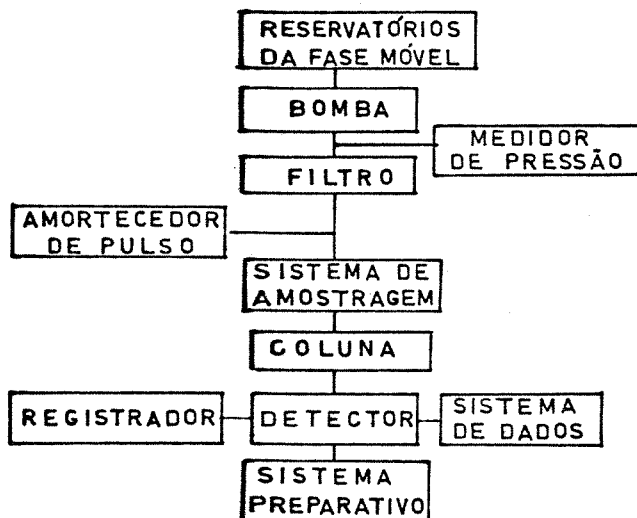 RESERVATÓRIOS
DA FASE MÓVEL
BOMBA
MEDIDOR
DE PRESSÃO
FILTRO
AMORTECEDOR
DE PULSO
SISTEMA DE
AMOSTRAGEM
COLUNA
REGISTRADOR
DETECTOR
SISTEMA
DE DADOS
SISTEMA
PREPARATIVO